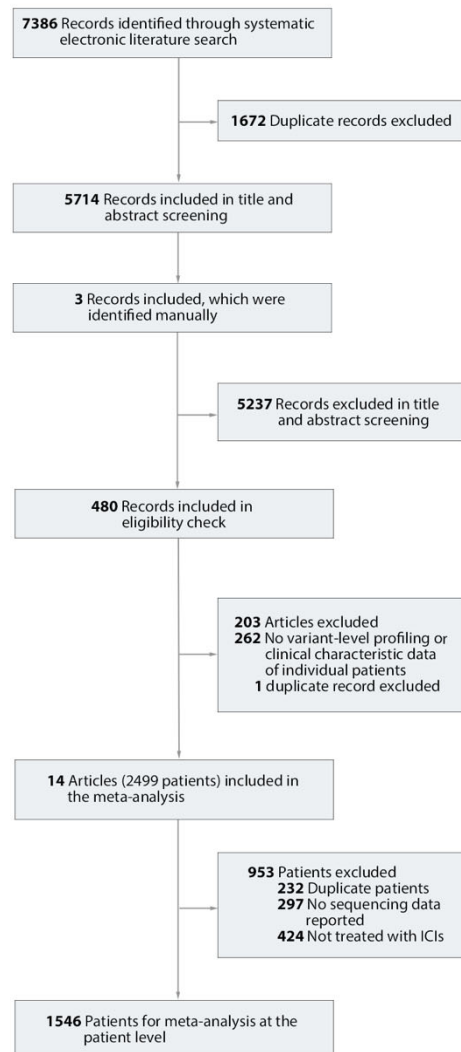 7386 Records identified through systematic
electronic literature search
1672 Duplicate records excluded
5714 Records included in title and
abstract screening
3 Records included, which were
identified manually
5237 Records excluded in title
and abstract screening
480 Records included in
eligibility check
203 Articles excluded
262 No variant-level profiling or
clinical characteristic data
of individual patients
1 duplicate record excluded
14 Articles (2499 patients) included in
the meta-analysis
953 Patients excluded
232 Duplicate patients
297 No sequencing data
reported
424 Not treated with ICIs
1546 Patients for meta-analysis at the
patient level